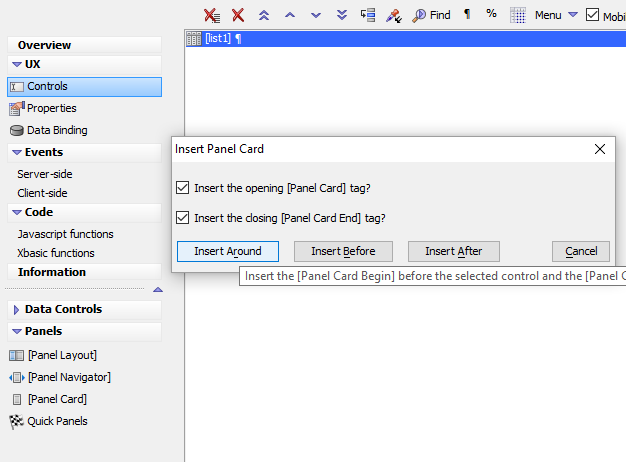 Find ¶ % Menu Mobi
[list1] ¶
Overview
UX
Controls
Properties
Data Binding
Events
Server-side
Client-side
Code
Javascript functions
Xbasic functions
Information
Data Controls
Panels
[Panel Layout]
[Panel Navigator]
[Panel Card]
Quick Panels
Insert Panel Card
Insert the opening [Panel Card] tag?
Insert the closing [Panel Card End] tag?
Insert Around Insert Before Insert After Cancel
Insert the [Panel Card Begin] before the selected control and the [Panel C